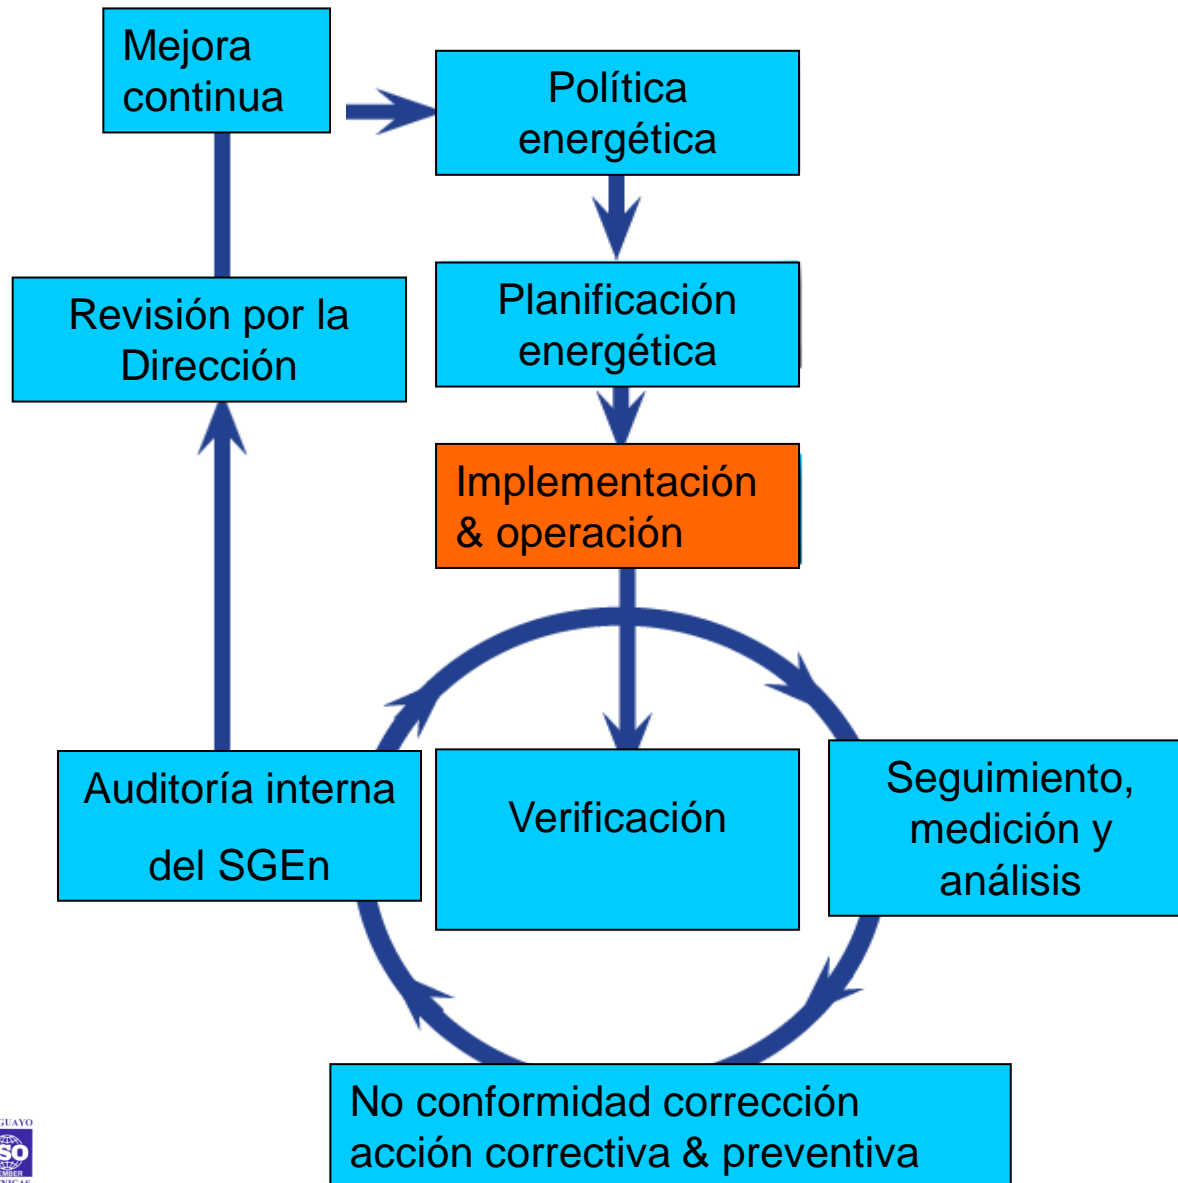 Mejora
continua
Política
energética
Revisión por la
Dirección
Planificación
energética
Implementación
& operación
Auditoría interna
del SGEn
Verificación
Seguimiento,
medición y
análisis
No conformidad corrección
acción correctiva & preventiva
GUAYO